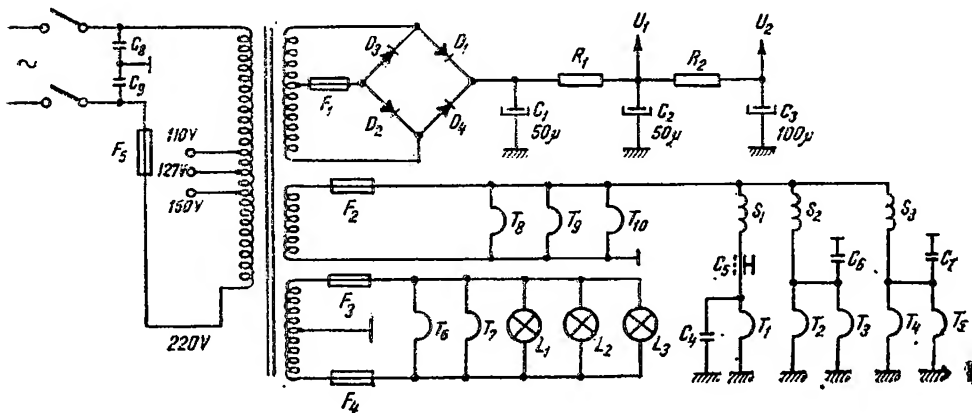 U1 U2
C8
D3 D1
~
C9
F1
R1 R2
D2 D4
C1
50μ
C2
50μ
C3
100μ
F5
110V
127V
150V
F2
T8 T9 T10
S1 S2 S3
C5 C6 C7
F3
T6 T7 L1 L2 L3
C4 T1 T2 T3 T4 T5
220V
F4